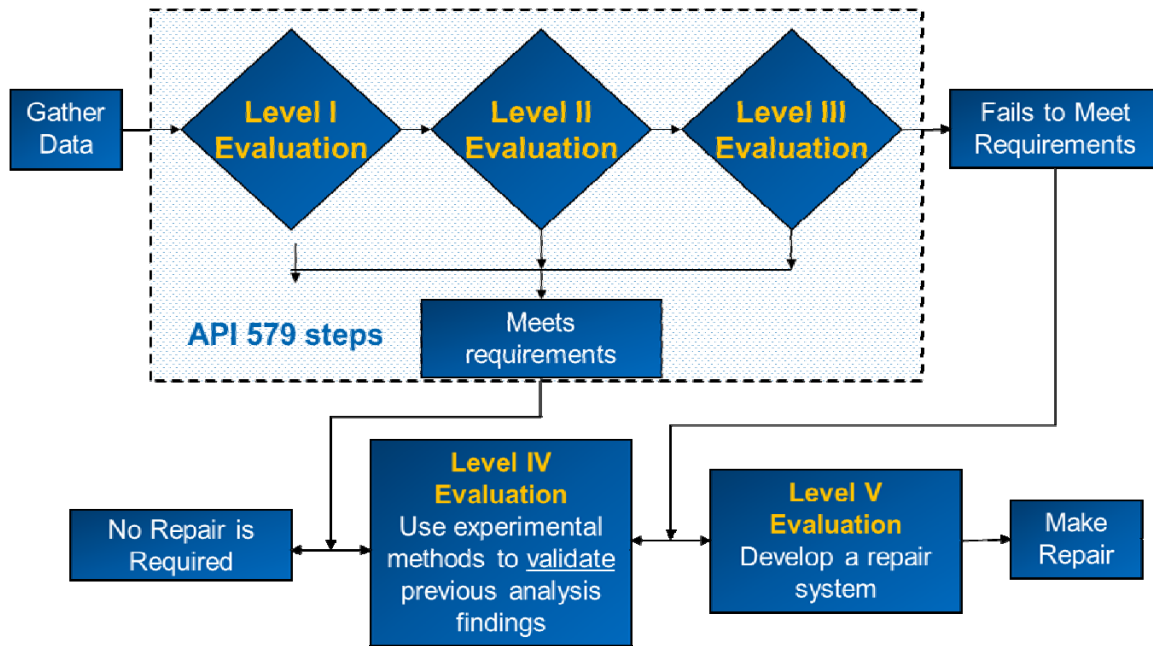 Gather
Data
Level I
Evaluation
Level II
Evaluation
Level III
Evaluation
Fails to Meet
Requirements
API 579 steps
Meets
requirements
No Repair is
Required
Level IV
Evaluation
Use experimental
methods to validate
previous analysis
findings
Level V
Evaluation
Develop a repair
system
Make
Repair